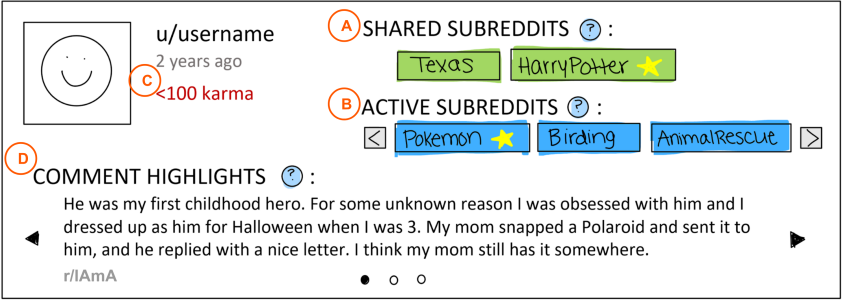 u/username
2 years ago
C
<100 karma
A SHARED SUBREDDITS ? :
Texas HarryPotter
B ACTIVE SUBREDDITS ? :
< Pokemon Birding AnimalRescue >
D
COMMENT HIGHLIGHTS ? :
He was my first childhood hero. For some unknown reason I was obsessed with him and I
dressed up as him for Halloween when I was 3. My mom snapped a Polaroid and sent it to
him, and he replied with a nice letter. I think my mom still has it somewhere.
r/IAmA